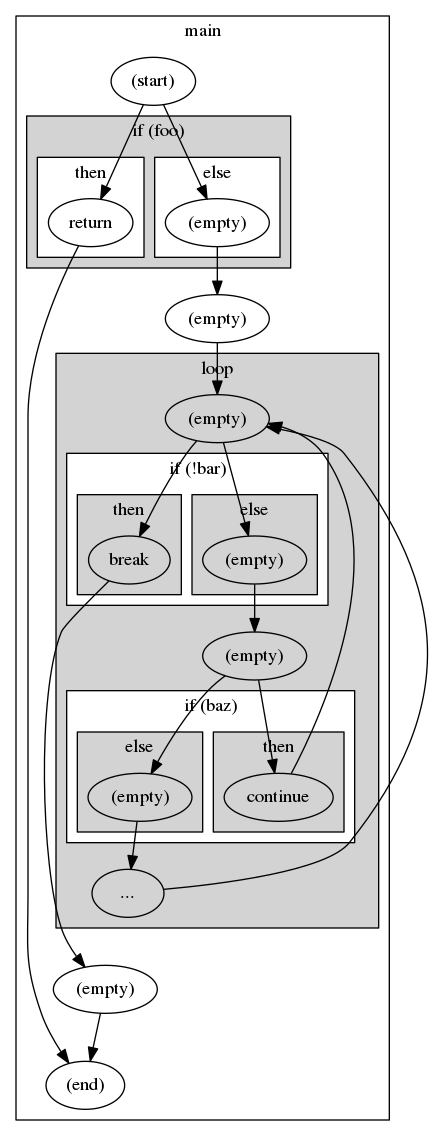 main
(start)
if (foo)
then
else
return
(empty)
(empty)
loop
(empty)
if (!bar)
then
else
break
(empty)
(empty)
if (baz)
else
then
(empty)
continue
...
(empty)
(end)